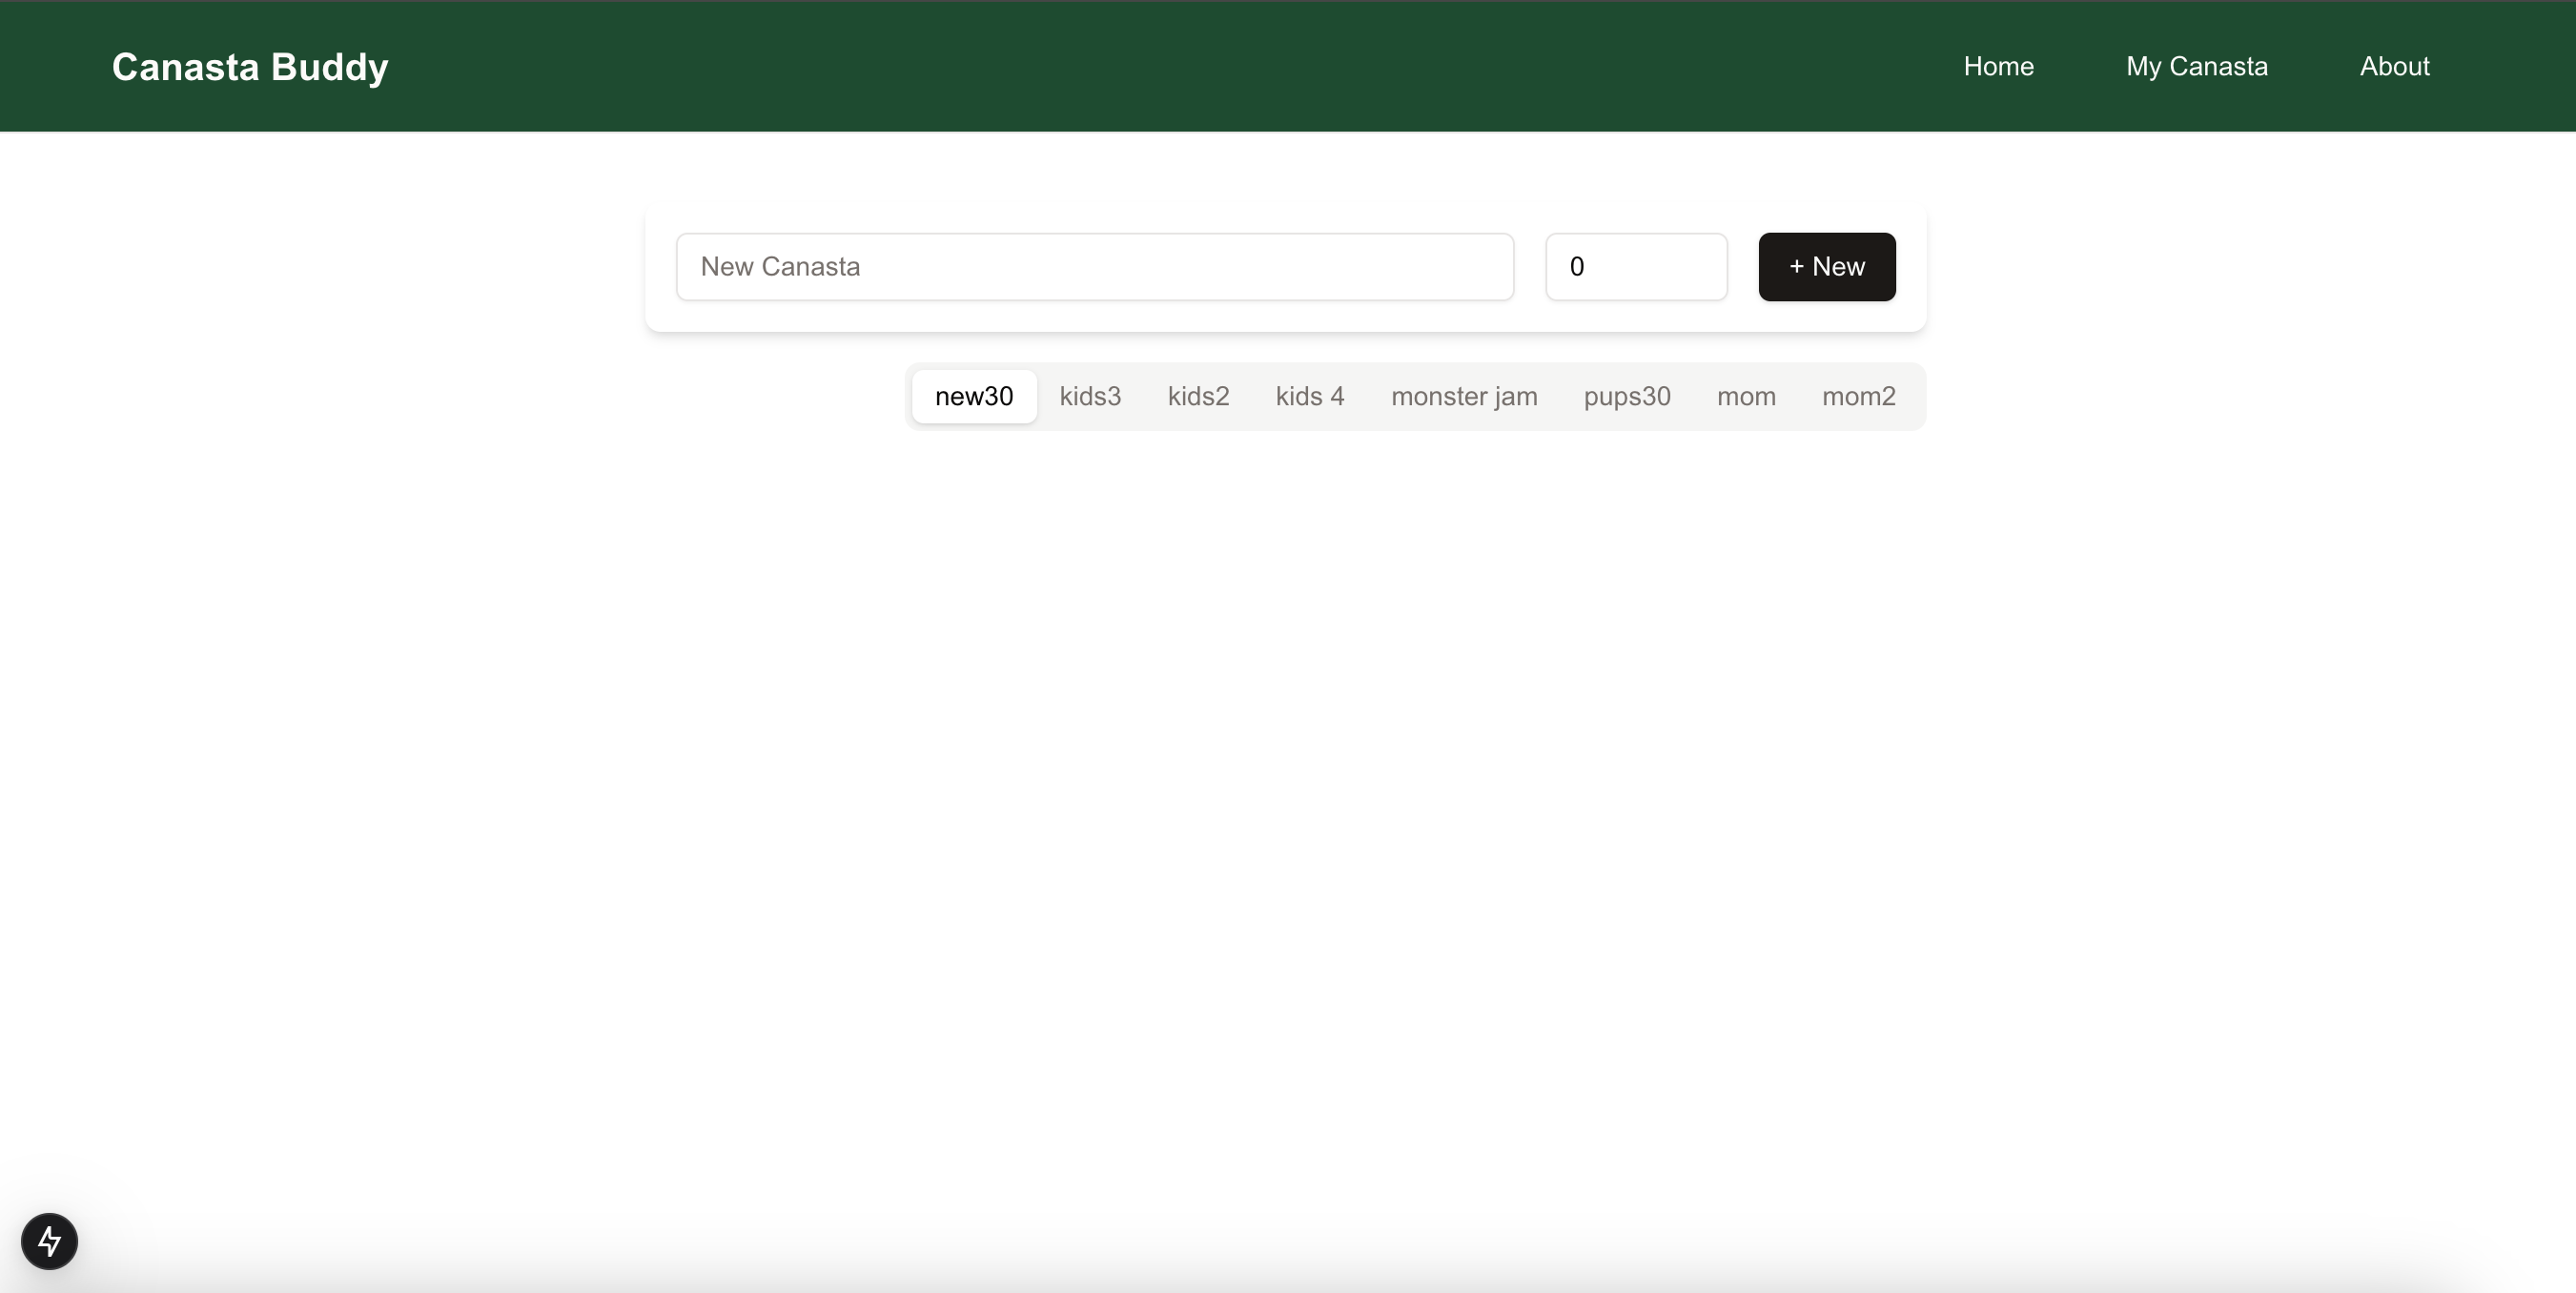 Canasta Buddy Home My Canasta About
New Canasta 0 + New
new30 kids3 kids2 kids 4 monster jam pups30 mom mom2